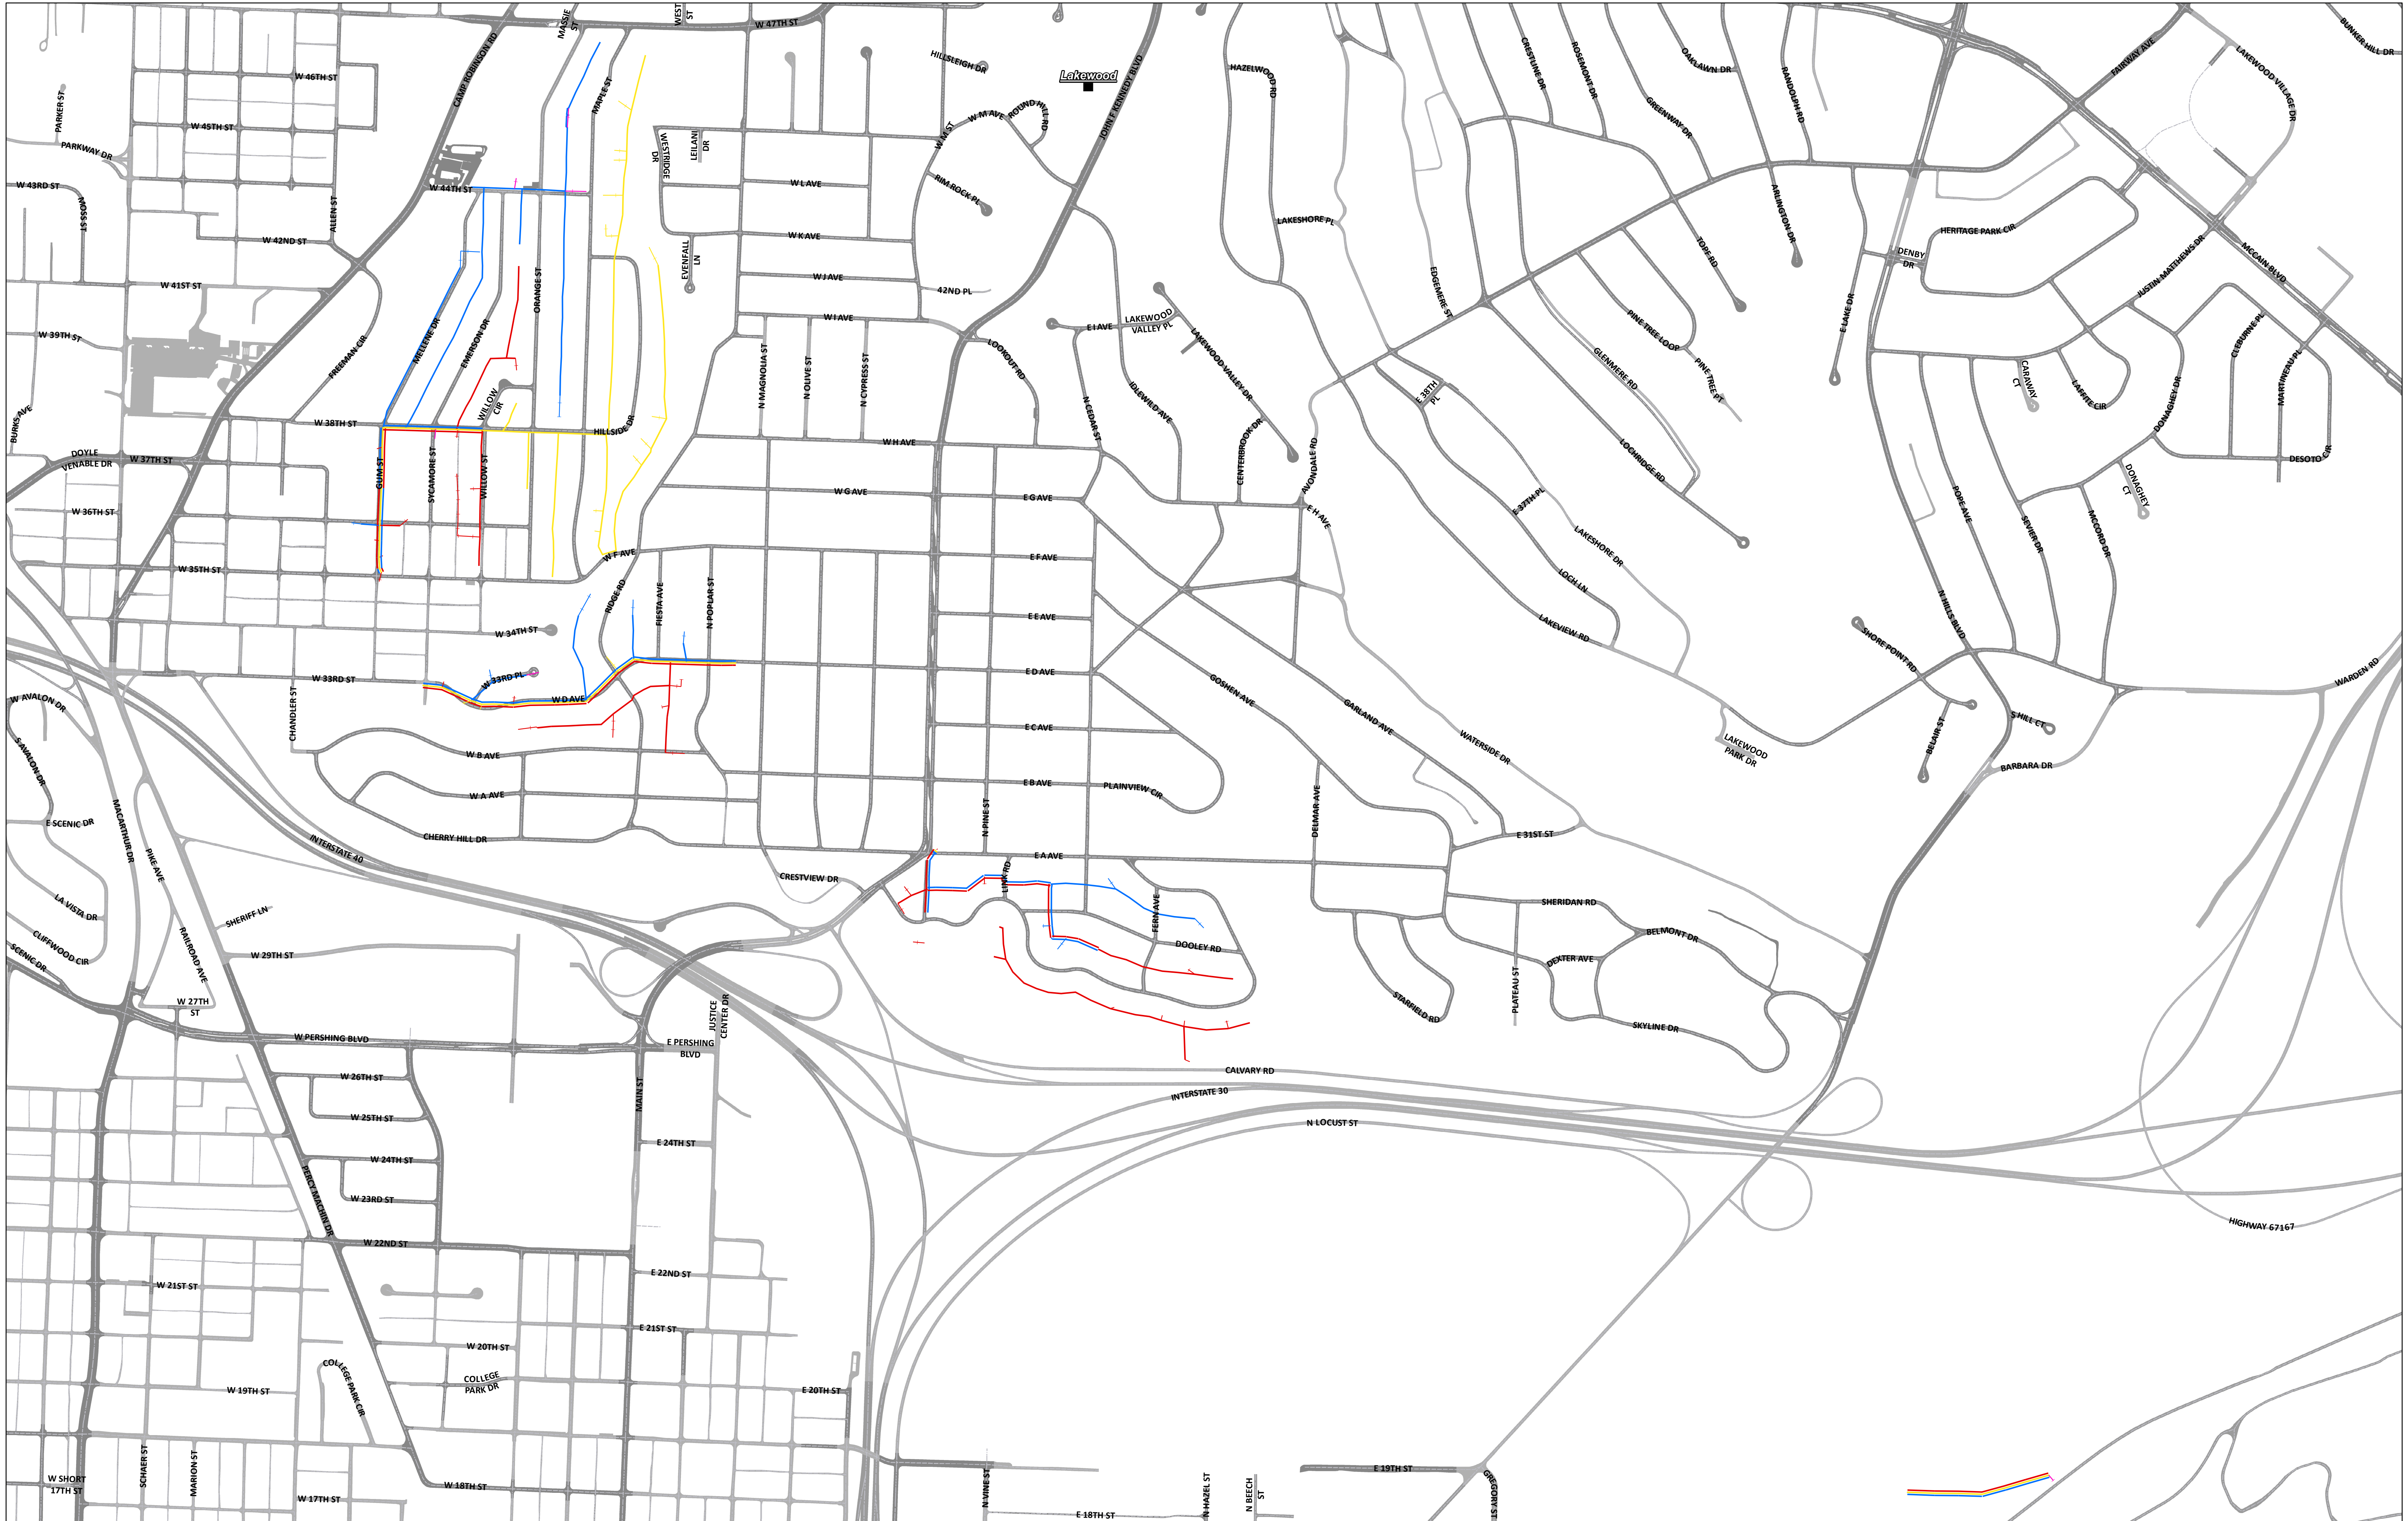 MASSIE
ST
WEST
ST
W 47TH ST
CAMP ROBINSON RD
HILLSLEIGH DR
Lakewood
JOHN F KENNEDY BLVD
HAZELWOOD RD
CRESTLINE DR
ROSEMONT DR
OAKLAWN DR
RANDOLPH RD
FAIRWAY AVE
LAKEWOOD VILLAGE DR
BUNKER HILL DR
W 46TH ST
PARKER ST
W 45TH ST
MAPLE ST
GREENWAY DR
W M AVE
ROUND HILL RD
W M ST
PARKWAY DR
WESTRIDGE
DR
LEILANI
DR
W 43RD ST
W 44TH ST
W L AVE
RIM ROCK PL
MOSS ST
ALLEN ST
W 42ND ST
W K AVE
LAKESHORE PL
ARLINGTON DR
TOPF RD
HERITAGE PARK CIR
DENBY
DR
JUSTIN MATTHEWS DR
MCCAIN BLVD
EVENFALL
LN
ORANGE ST
W 41ST ST
W J AVE
42ND PL
EDGEMERE ST
E LAKE DR
W 39TH ST
FREEMAN CIR
MELLENE DR
EMERSON DR
W I AVE
E I AVE
LAKEWOOD
VALLEY PL
LAKEWOOD VALLEY DR
LOOKOUT RD
PINE TREE LOOP
PINE TREE PT
GLENMERE RD
CLEBURNE PL
MARTINEAU PL
N MAGNOLIA ST
N OLIVE ST
N CYPRESS ST
N CEDAR ST
IDLEWILD AVE
CENTERBROOK DR
E 38TH
PL
CARAWAY
CT
LAFFITE CIR
DONAGHEY DR
BURKS AVE
WILLOW
CIR
W 38TH ST
HILLSIDE DR
W H AVE
AVONDALE RD
LOCHRIDGE RD
DESOTO CIR
DOYLE
VENABLE DR
W 37TH ST
GUM ST
SYCAMORE ST
WILLOW ST
W G AVE
E G AVE
E H AVE
E 37TH PL
LAKESHORE DR
POPE AVE
SEVIER DR
MCCORD DR
DONAGHEY
CT
W 36TH ST
W F AVE
E F AVE
W 35TH ST
RIDGE RD
FIESTA AVE
N POPLAR ST
LOCH LN
LAKEVIEW RD
N HILLS BLVD
E E AVE
W 34TH ST
SHORE POINT RD
W 33RD PL
W 33RD ST
W D AVE
E D AVE
GOSHEN AVE
GARLAND AVE
WARDEN RD
W AVALON DR
CHANDLER ST
S AVALON DR
W B AVE
E C AVE
WATERSIDE DR
LAKEWOOD
PARK DR
BELAIR ST
S HILL CT
BARBARA DR
W A AVE
E B AVE
PLAINVIEW CIR
DELMAR AVE
N PINE ST
MACARTHUR DR
E SCENIC DR
INTERSTATE 40
CHERRY HILL DR
E 31ST ST
PIKE AVE
E A AVE
CRESTVIEW DR
LINK RD
LA VISTA DR
SHERIFF LN
FERN AVE
SHERIDAN RD
BELMONT DR
CLIFFWOOD CIR
SCENIC DR
RAILROAD AVE
W 29TH ST
DOOLEY RD
DEXTER AVE
STARFIELD RD
PLATEAU ST
SKYLINE DR
W 27TH
ST
JUSTICE
CENTER DR
W PERSHING BLVD
E PERSHING
BLVD
CALVARY RD
INTERSTATE 30
W 26TH ST
MAIN ST
W 25TH ST
N LOCUST ST
E 24TH ST
W 24TH ST
PERCY MACHIN DR
W 23RD ST
HIGHWAY 67167
W 22ND ST
E 22ND ST
W 21ST ST
E 21ST ST
W 20TH ST
COLLEGE PARK CIR
COLLEGE
PARK DR
W 19TH ST
E 20TH ST
SCHAER ST
MARION ST
E 19TH ST
GREGORY ST
W SHORT
17TH ST
W 18TH ST
W 17TH ST
N VINE ST
N HAZEL ST
N BEECH
ST
E 18TH ST